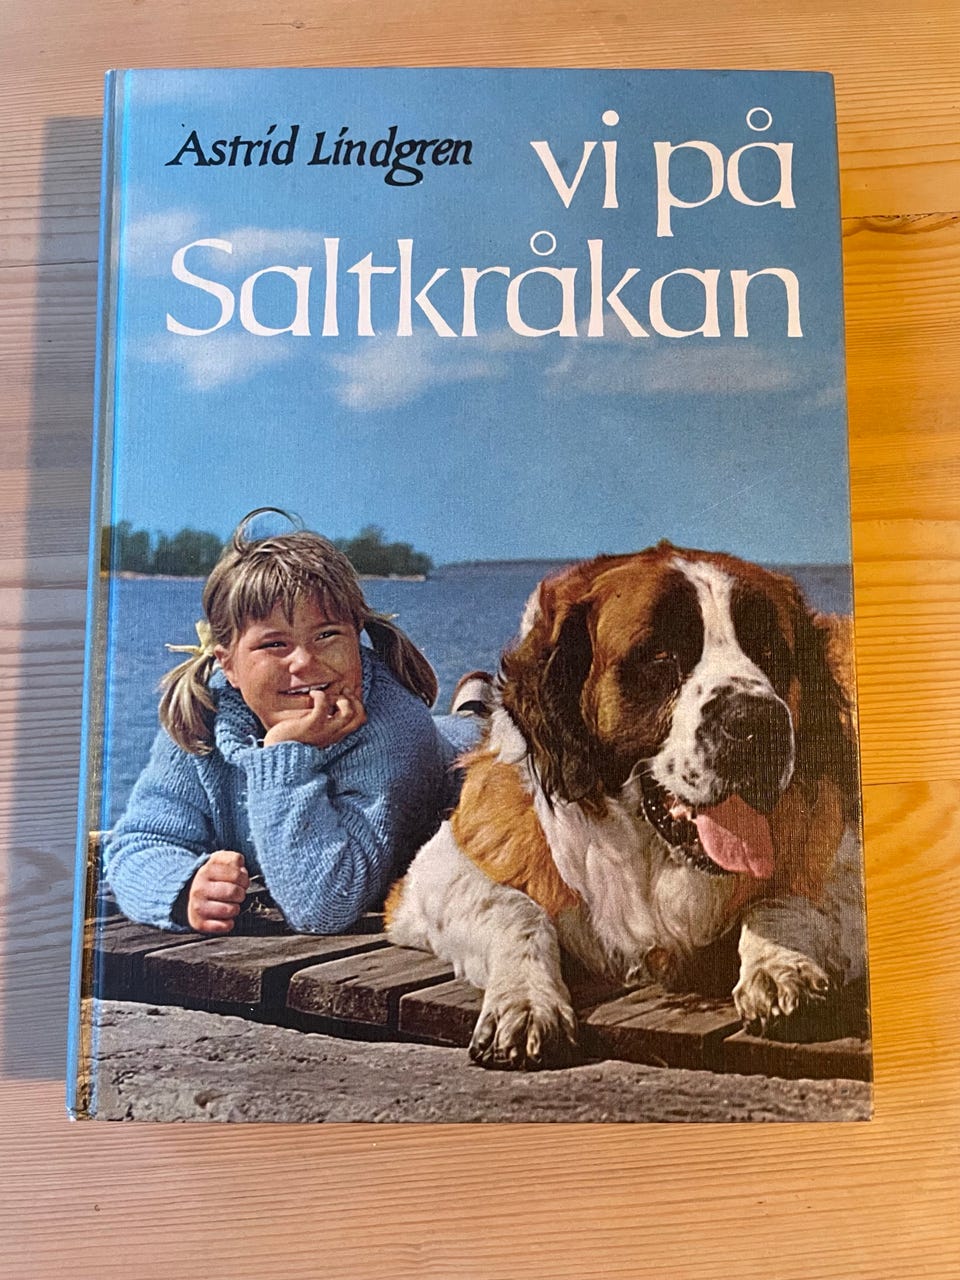 Astrid Lindgren
vi på
Saltkråkan